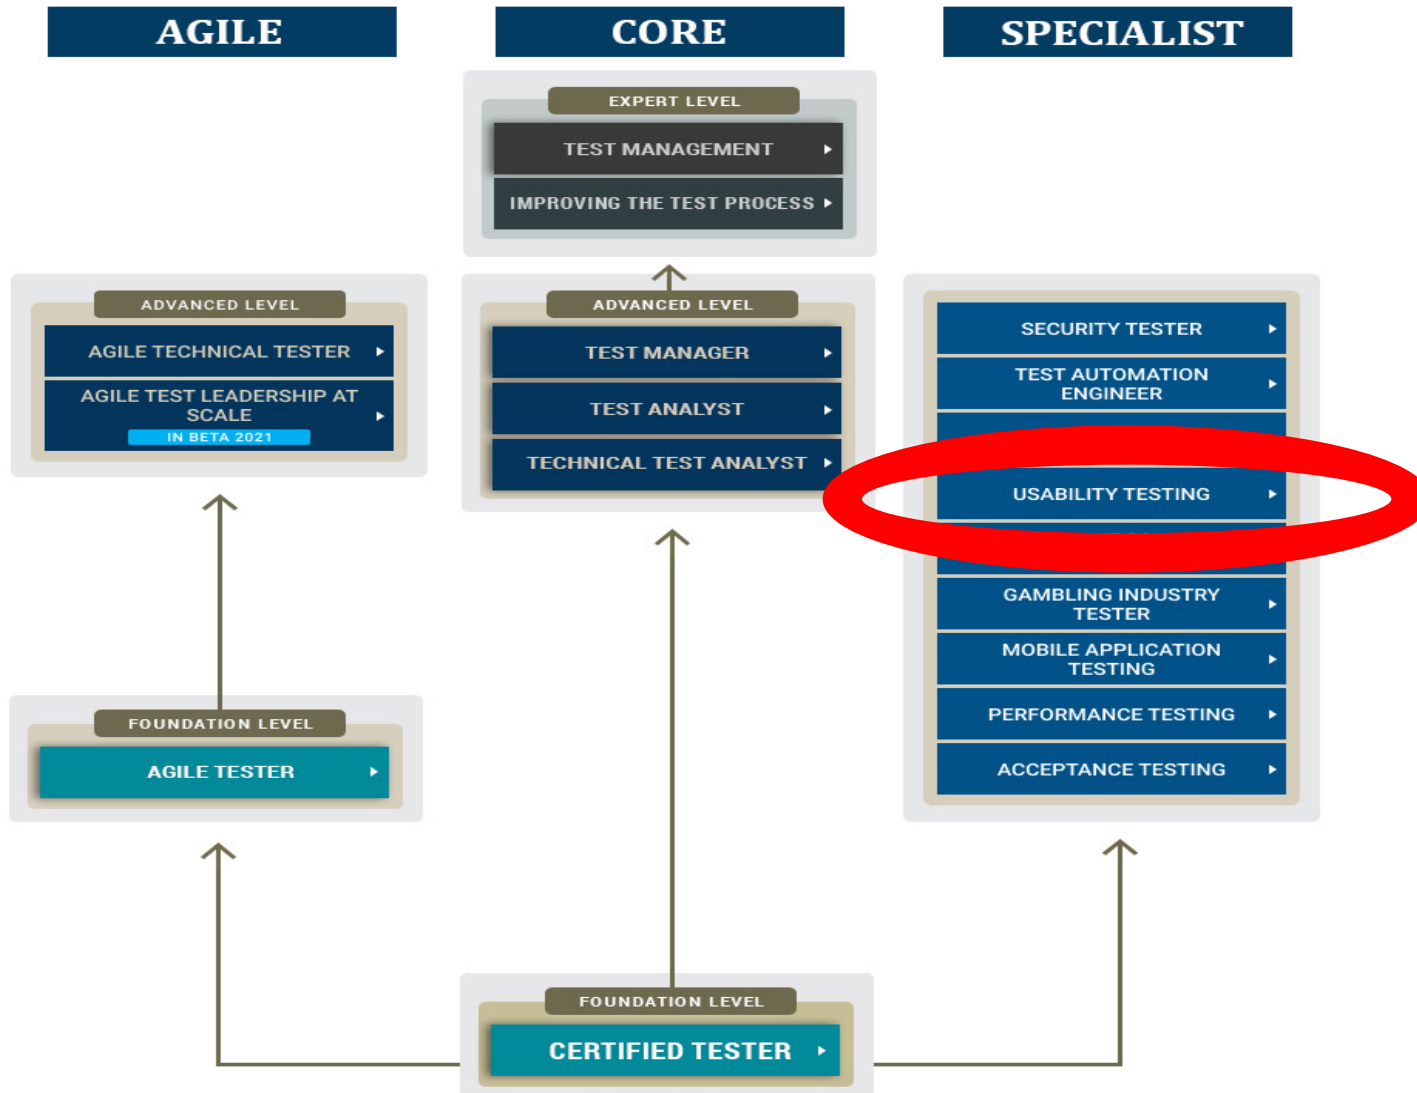 AGILE
CORE
SPECIALIST
EXPERT LEVEL
TEST MANAGEMENT
IMPROVING THE TEST PROCESS
ADVANCED LEVEL
AGILE TECHNICAL TESTER
AGILE TEST LEADERSHIP AT
SCALE
IN BETA 2021
ADVANCED LEVEL
TEST MANAGER
TEST ANALYST
TECHNICAL TEST ANALYST
SECURITY TESTER
TEST AUTOMATION
ENGINEER
USABILITY TESTING
GAMBLING INDUSTRY
TESTER
MOBILE APPLICATION
TESTING
PERFORMANCE TESTING
ACCEPTANCE TESTING
FOUNDATION LEVEL
AGILE TESTER
FOUNDATION LEVEL
CERTIFIED TESTER